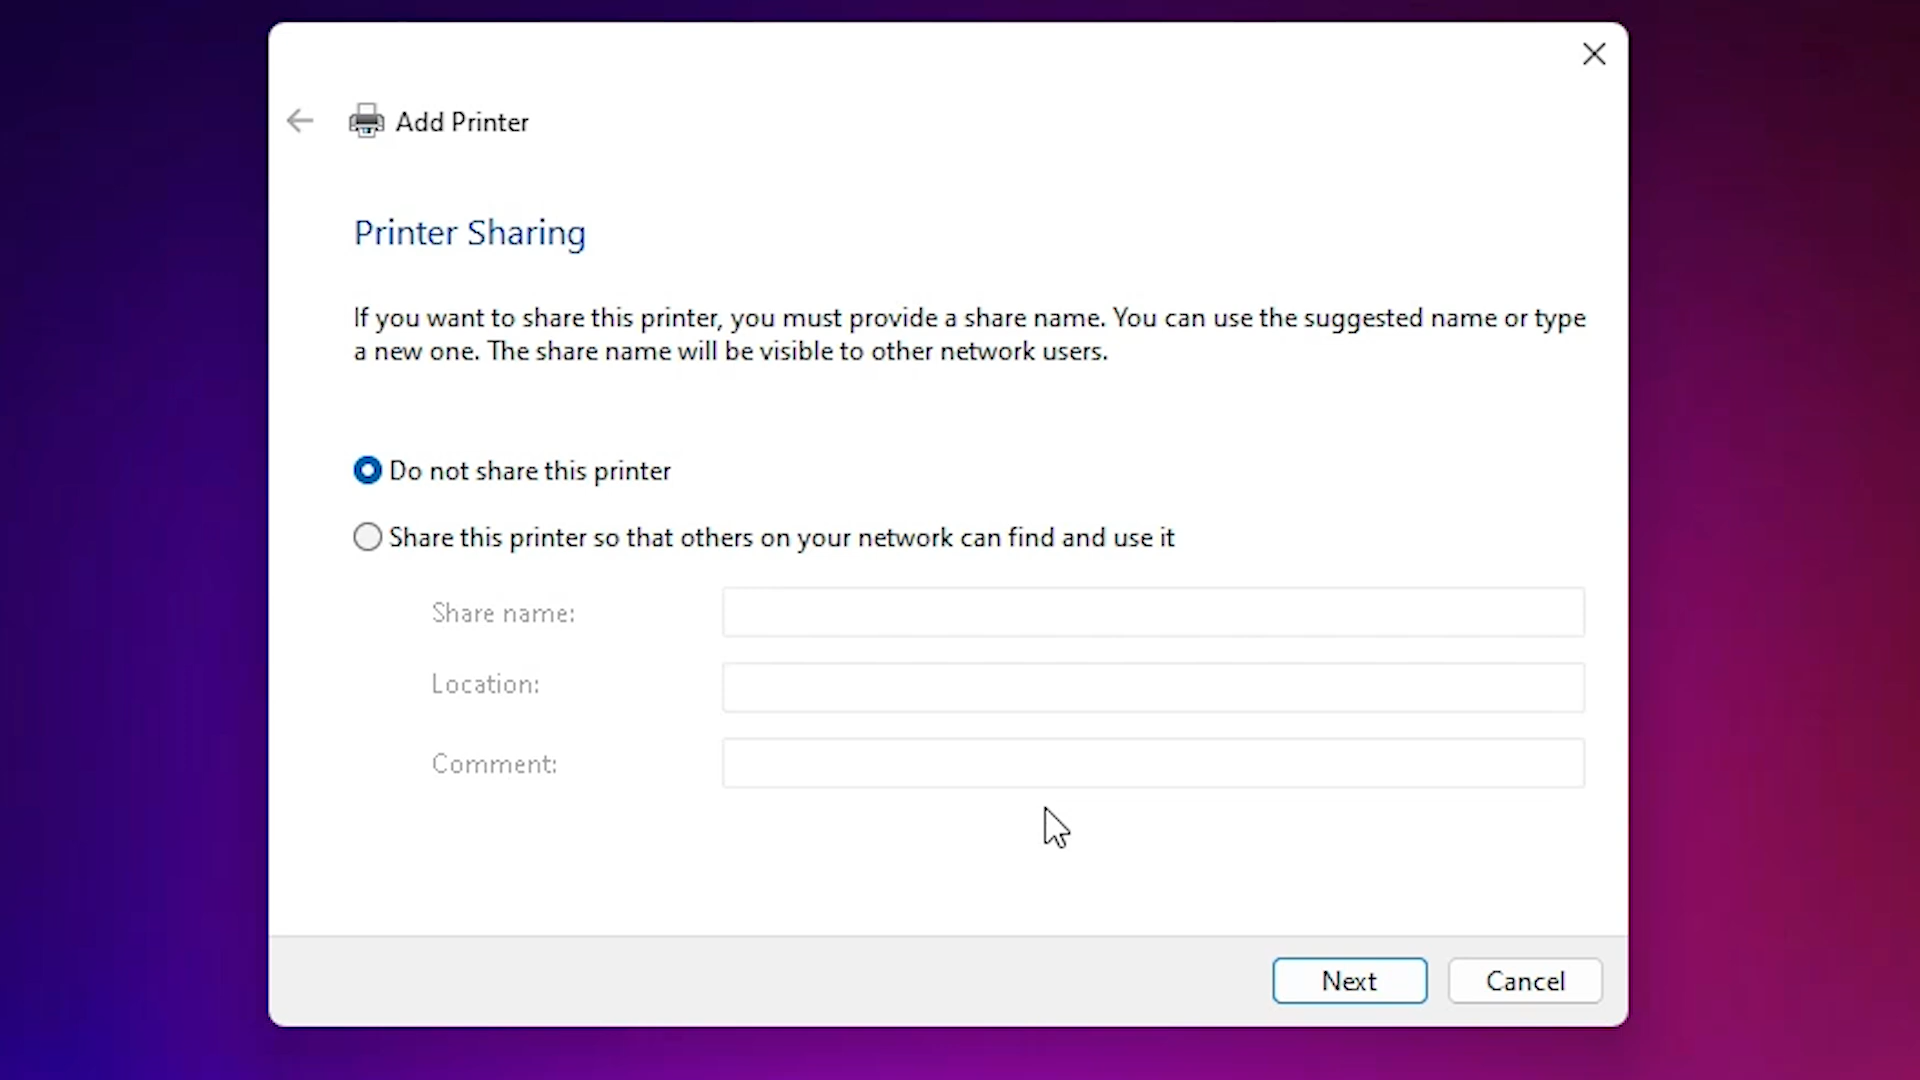 Add Printer
Printer Sharing
If you want to share this printer, you must provide a share name. You can use the suggested name or type
a new one. The share name will be visible to other network users.
Do not share this printer
Share this printer so that others on your network can find and use it
Share name:
Location:
Comment:
Next
Cancel